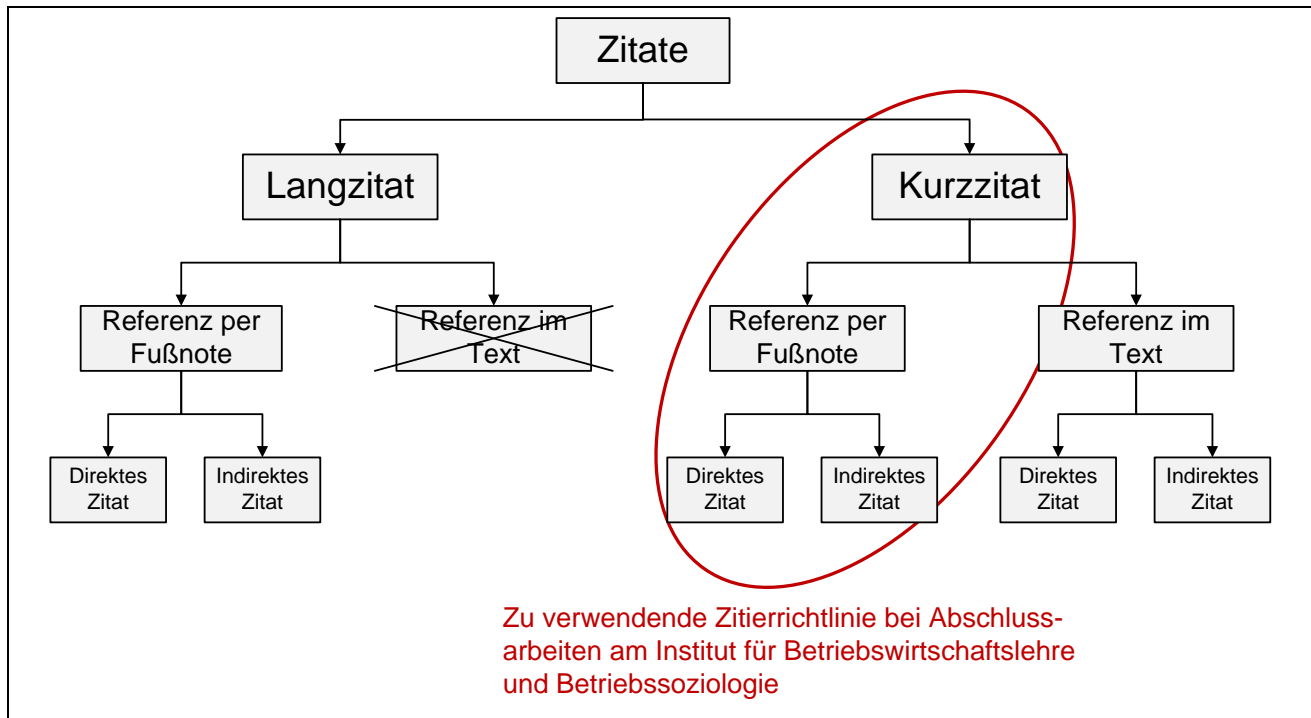 Zitate
Langzitat
Kurzzitat
Referenz per
Fußnote
Referenz im
Text
Referenz per
Fußnote
Referenz im
Text
Direktes
Zitat
Indirektes
Zitat
Direktes
Zitat
Indirektes
Zitat
Direktes
Zitat
Indirektes
Zitat
Zu verwendende Zitierrichtlinie bei Abschluss-
arbeiten am Institut für Betriebswirtschaftslehre
und Betriebssoziologie